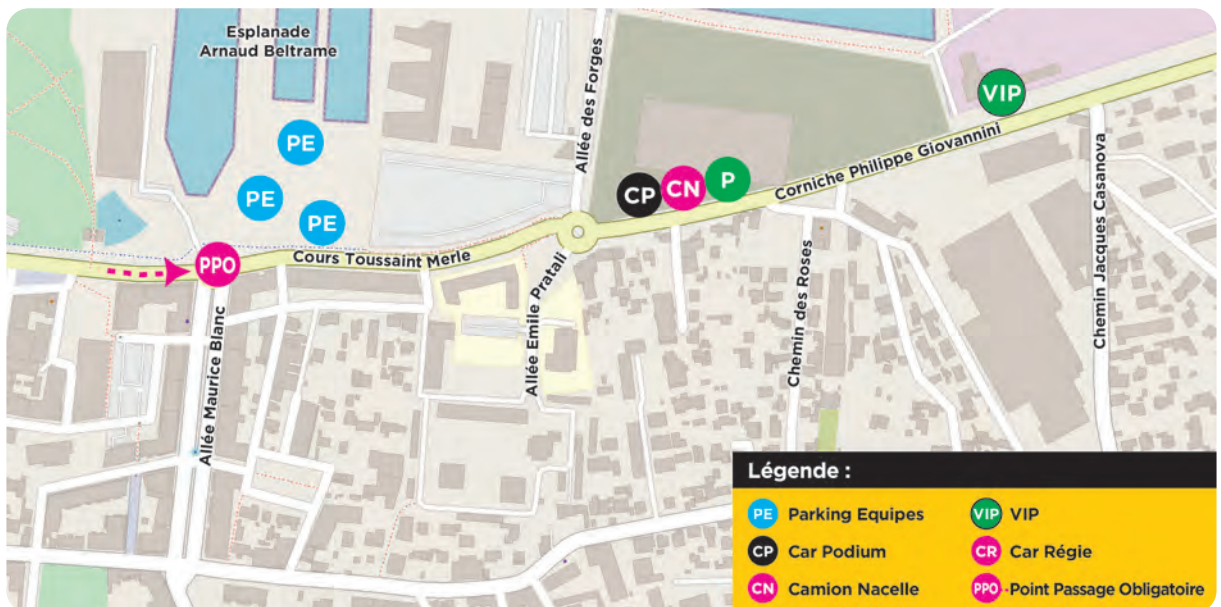 Esplanade
Arnaud Beltrame
Allée des Forges
VIP
PE
PE
PE
CP
CN
P
Corniche Philippe Giovannini
PPO
Cours Toussaint Merle
Allée Maurice Blanc
Allée Emile Pratali
Chemin des Roses
Chemin Jacques Casanova
Légende :
PE Parking Equipes
VIP VIP
CP Car Podium
CR Car Régie
CN Camion Nacelle
PPO Point Passage Obligatoire